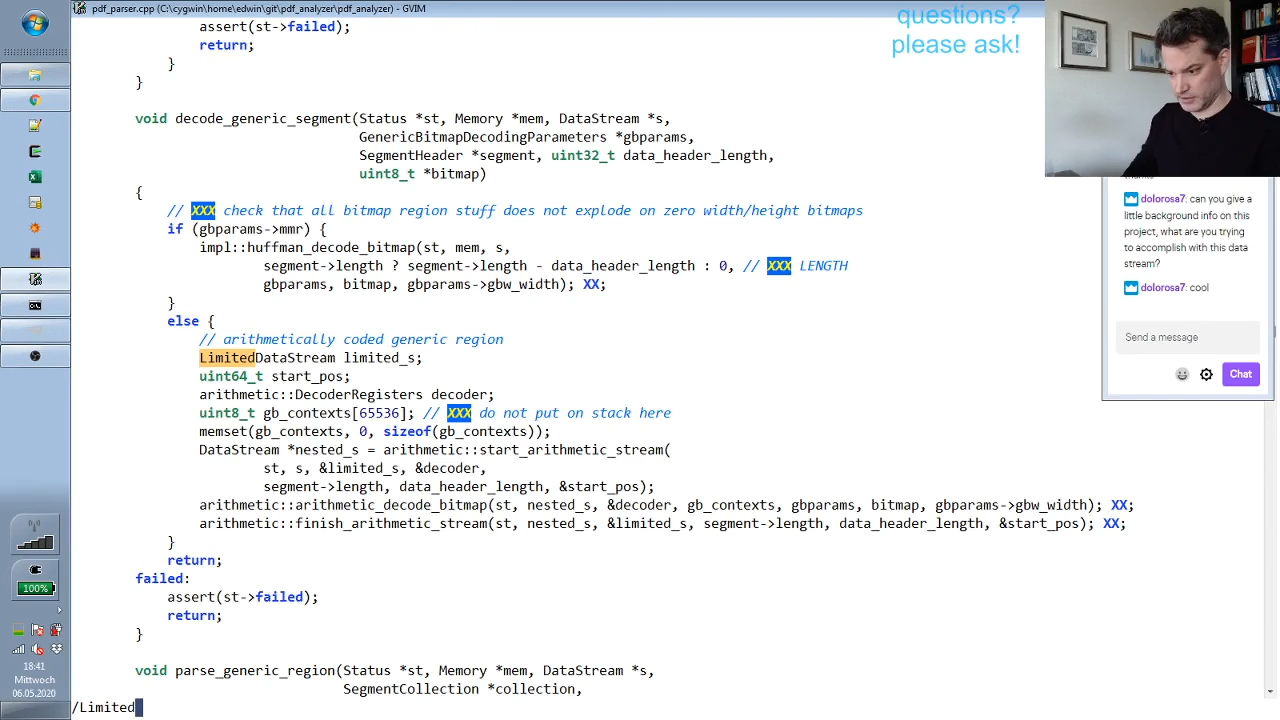 pdf_parser.cpp (C:\cygwin\home\edwin\git\pdf_analyzer\pdf_analyzer) - GVIM
questions?
please ask!
            assert(st->failed);
            return;
        }
    }
    void decode_generic_segment(Status *st, Memory *mem, DataStream *s,
                                GenericBitmapDecodingParameters *gbparams,
                                SegmentHeader *segment, uint32_t data_header_length,
                                uint8_t *bitmap)
    {
        // XXX check that all bitmap region stuff does not explode on zero width/height bitmaps
        if (gbparams->mmr) {
            impl::huffman_decode_bitmap(st, mem, s,
                    segment->length ? segment->length - data_header_length : 0, // XXX LENGTH
                    gbparams, bitmap, gbparams->gbw_width); XX;
        }
        else {
            // arithmetically coded generic region
            LimitedDataStream limited_s;
            uint64_t start_pos;
            arithmetic::DecoderRegisters decoder;
            uint8_t gb_contexts[65536]; // XXX do not put on stack here
            memset(gb_contexts, 0, sizeof(gb_contexts));
            DataStream *nested_s = arithmetic::start_arithmetic_stream(
                    st, s, &limited_s, &decoder,
                    segment->length, data_header_length, &start_pos);
            arithmetic::arithmetic_decode_bitmap(st, nested_s, &decoder, gb_contexts, gbparams, bitmap, gbparams->gbw_width); XX;
            arithmetic::finish_arithmetic_stream(st, nested_s, &limited_s, segment->length, data_header_length, &start_pos); XX;
        }
        return;
    failed:
        assert(st->failed);
        return;
    }
    void parse_generic_region(Status *st, Memory *mem, DataStream *s,
                              SegmentCollection *collection,
/Limited
dolorosa7: can you give a
little background info on this
project, what are you trying
to accomplish with this data
stream?
dolorosa7: cool
Send a message
Chat
100%
18:41
Mittwoch
06.05.2020